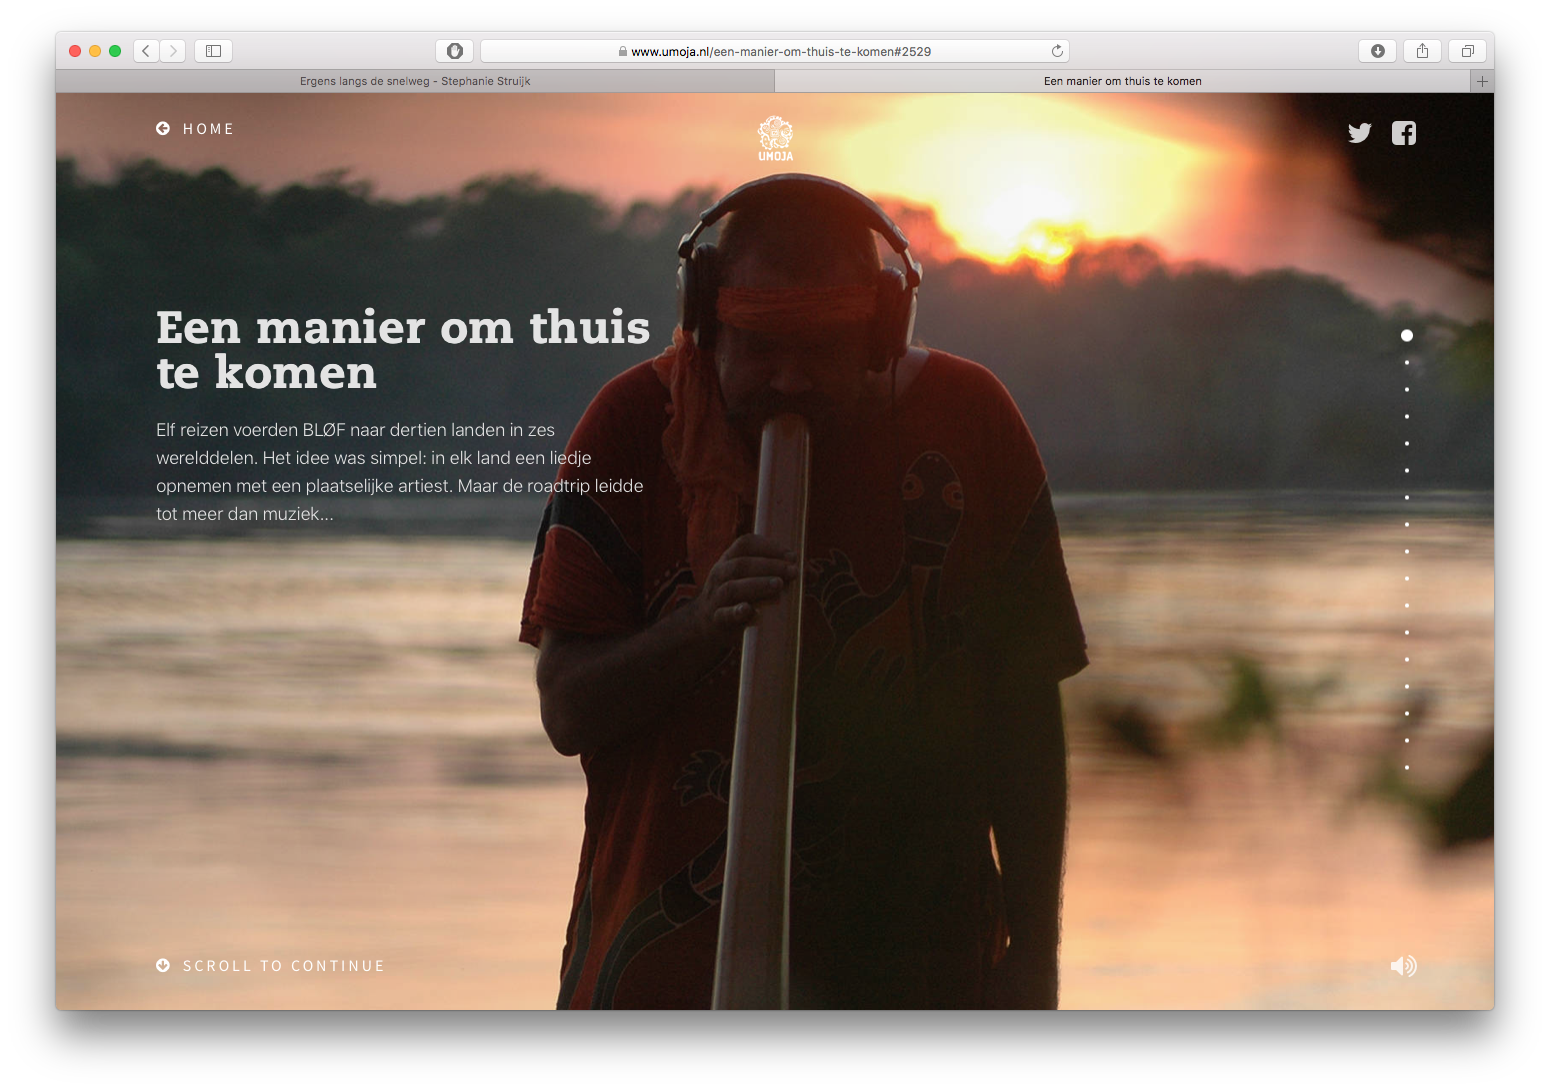 www.umoja.nl/een-manier-om-thuis-te-komen#2529
Ergens langs de snelweg - Stephanie Struijk
Een manier om thuis te komen
HOME
UMOJA
Een manier om thuis
te komen
Elf reizen voerden BLØF naar dertien landen in zes
werelddelen. Het idee was simpel: in elk land een liedje
opnemen met een plaatselijke artiest. Maar de roadtrip leidde
tot meer dan muziek...
SCROLL TO CONTINUE